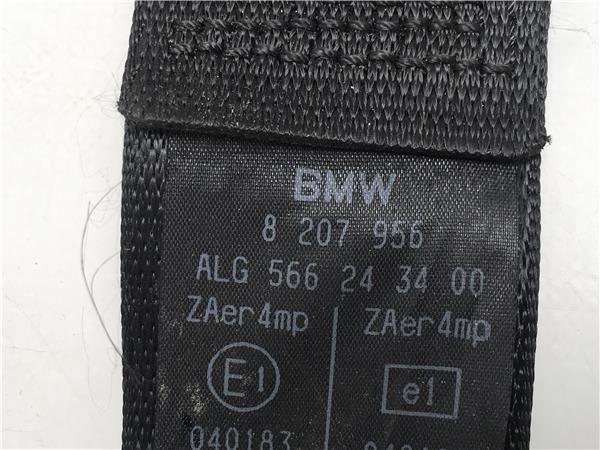 BMW
8 207 956
ALG 566 24 34 00
ZAer4mp ZAer4mp
E1 e1
040183